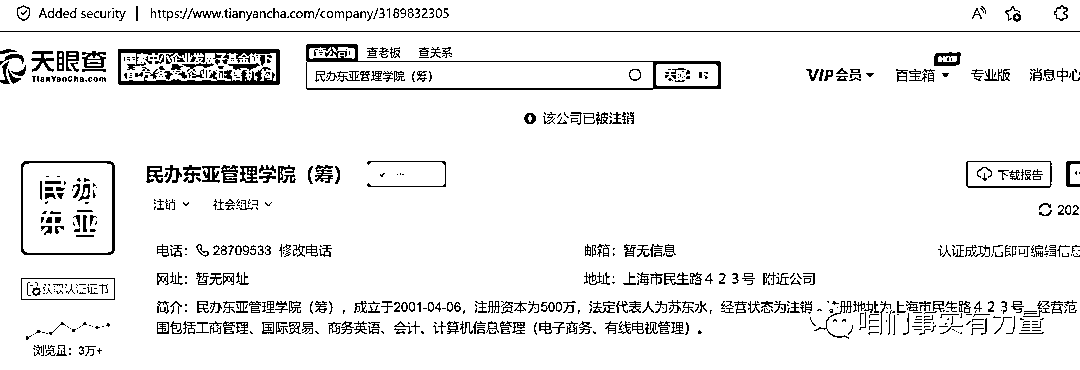 Added security | https://www.tianyancha.com/company/3189832305
天眼查 国家中小企业发展子基金旗下 查公司 查老板 查关系
TianYanCha.com 官方备案企业征信机构 民办东亚管理学院（筹） VIP会员 百宝箱 专业版 消息中心
该公司已被注销
民办 民办东亚管理学院（筹） 下载报告
东亚 注销 社会组织 202
电话： 28709533 修改电话 邮箱： 暂无信息 认证成功后即可编辑信息
网址： 暂无网址 地址： 上海市民生路４２３号 附近公司
获取认证证书
简介： 民办东亚管理学院（筹），成立于2001-04-06，注册资本为500万，法定代表人为苏东水，经营状态为注销，注册地址为上海市民生路４２３号，经营范
围包括工商管理、国际贸易、商务英语、会计、计算机信息管理（电子商务、有线电视管理）。
浏览量： 3万+
咱们事实有力量